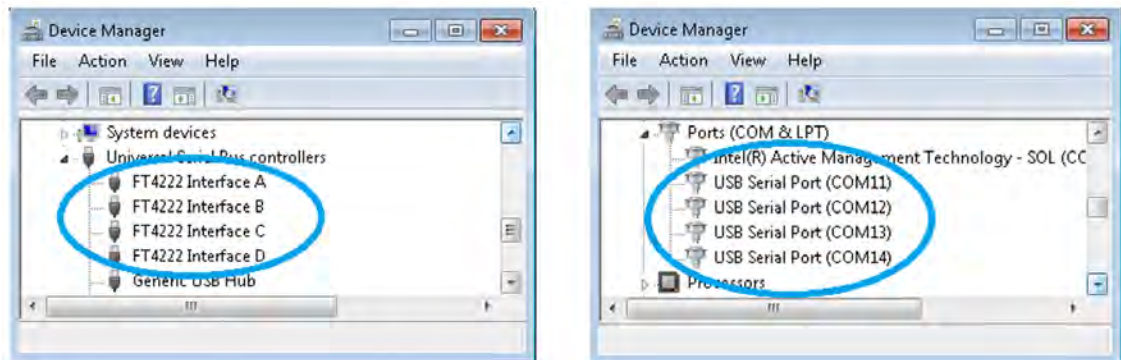 Device Manager
File Action View Help
System devices
Universal Serial Bus controllers
FT4222 Interface A
FT4222 Interface B
FT4222 Interface C
FT4222 Interface D
Generic USB Hub
Device Manager
File Action View Help
Ports (COM & LPT)
Intel(R) Active Management Technology - SOL (CC
USB Serial Port (COM11)
USB Serial Port (COM12)
USB Serial Port (COM13)
USB Serial Port (COM14)
Processors